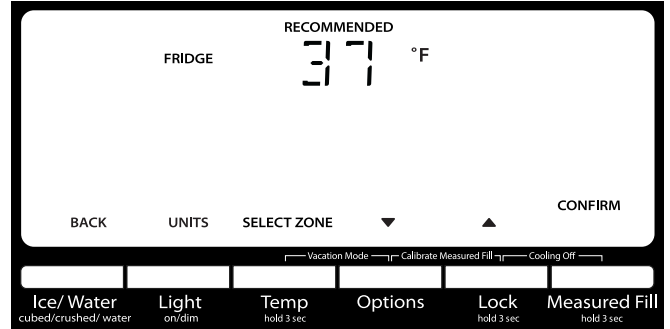 RECOMMENDED
FRIDGE 37 °F
BACK UNITS SELECT ZONE ▼ ▲ CONFIRM
Vacation Mode Calibrate Measured Fill Cooling Off
Ice/ Water Light Temp Options Lock Measured Fill
cubed/crushed/ water on/dim hold 3 sec hold 3 sec hold 3 sec